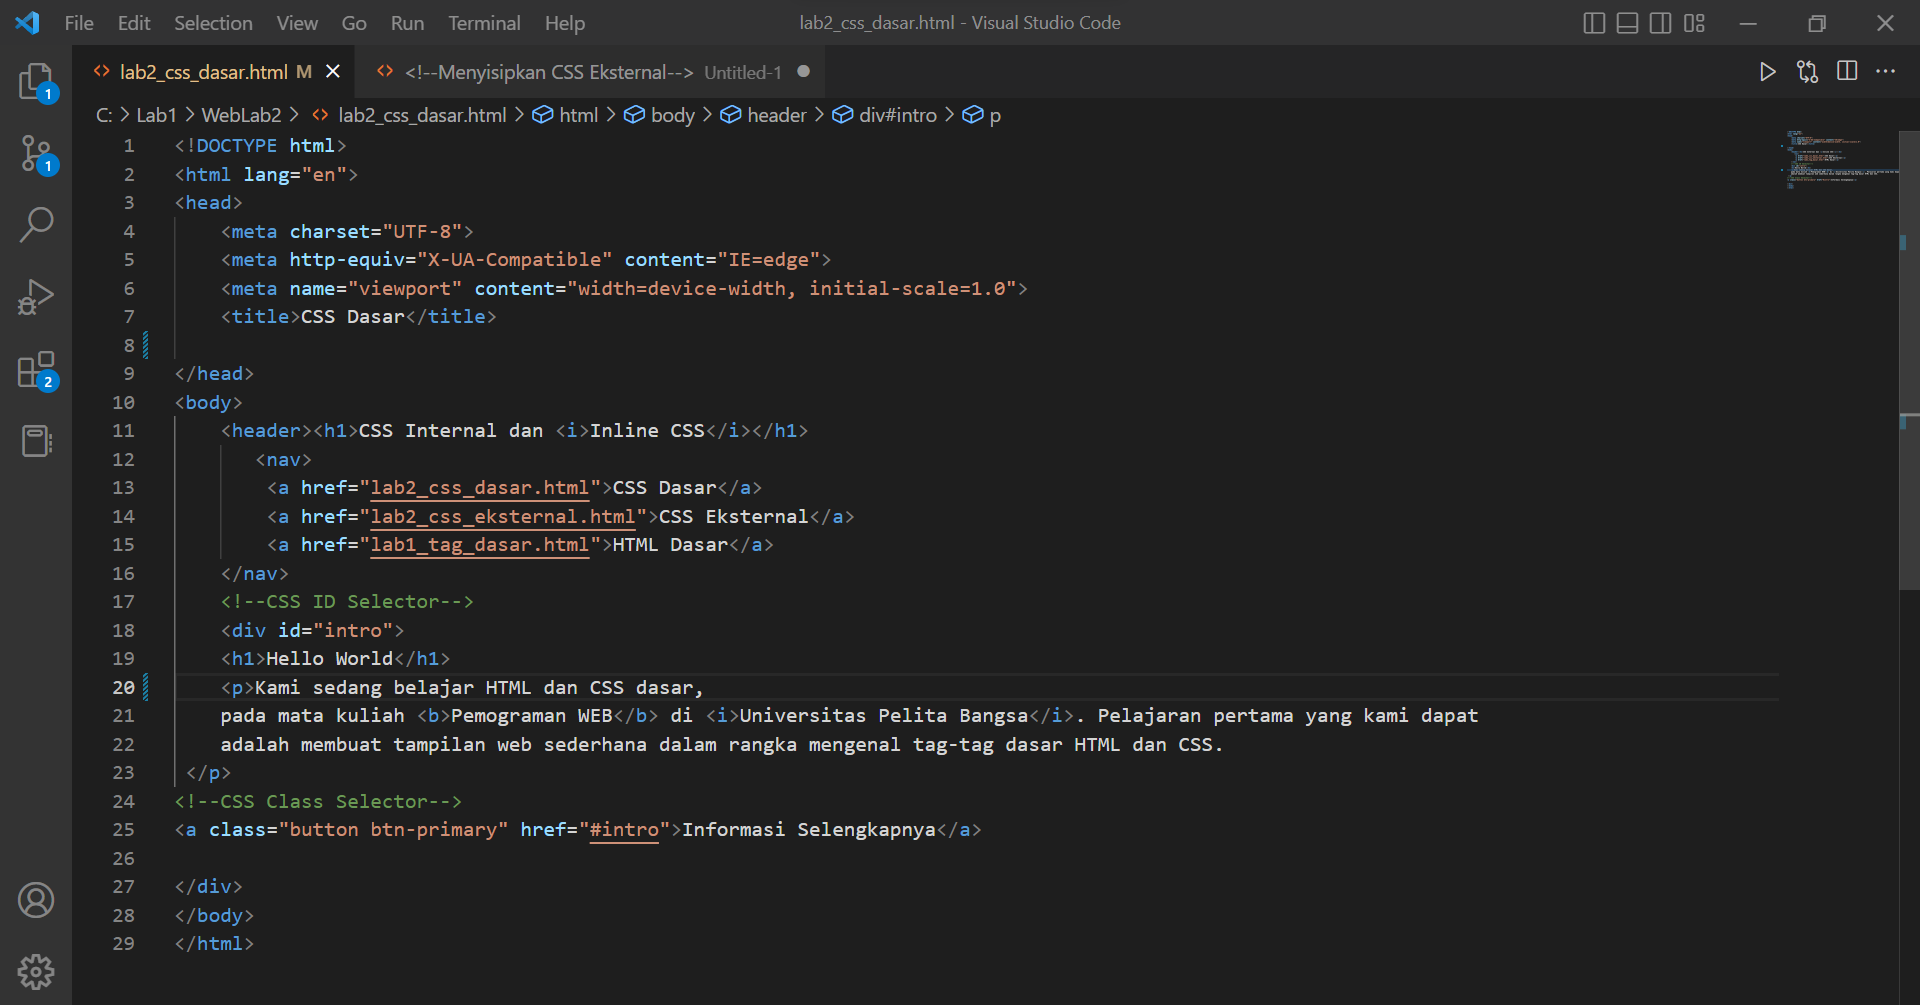 File Edit Selection View Go Run Terminal Help lab2_css_dasar.html - Visual Studio Code
lab2_css_dasar.html M <!--Menyisipkan CSS Eksternal--> Untitled-1
C: > Lab1 > WebLab2 > lab2_css_dasar.html > html > body > header > div#intro > p
1 <!DOCTYPE html>
2 <html lang="en">
3 <head>
4 <meta charset="UTF-8">
5 <meta http-equiv="X-UA-Compatible" content="IE=edge">
6 <meta name="viewport" content="width=device-width, initial-scale=1.0">
7 <title>CSS Dasar</title>
8
9 </head>
10 <body>
11 <header><h1>CSS Internal dan <i>Inline CSS</i></h1>
12 <nav>
13 <a href="lab2_css_dasar.html">CSS Dasar</a>
14 <a href="lab2_css_eksternal.html">CSS Eksternal</a>
15 <a href="lab1_tag_dasar.html">HTML Dasar</a>
16 </nav>
17 <!--CSS ID Selector-->
18 <div id="intro">
19 <h1>Hello World</h1>
20 <p>Kami sedang belajar HTML dan CSS dasar,
21 pada mata kuliah <b>Pemograman WEB</b> di <i>Universitas Pelita Bangsa</i>. Pelajaran pertama yang kami dapat
22 adalah membuat tampilan web sederhana dalam rangka mengenal tag-tag dasar HTML dan CSS.
23 </p>
24 <!--CSS Class Selector-->
25 <a class="button btn-primary" href="#intro">Informasi Selengkapnya</a>
26
27 </div>
28 </body>
29 </html>
1
1
2